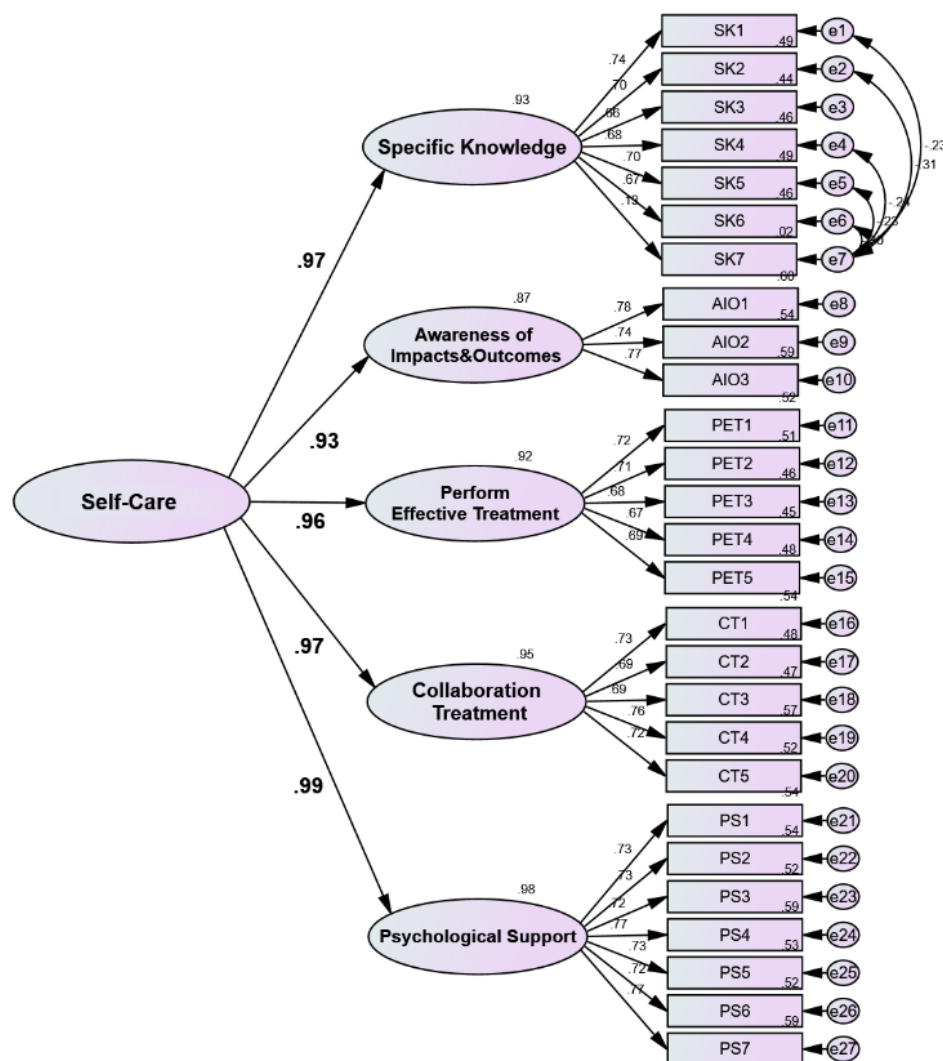 SK1
e1
.49
.74
SK2
e2
.44
.70
.93
SK3
e3
.46
.66
Specific Knowledge
.68
SK4
e4
.49
-.23
-.31
.70
SK5
e5
.46
.67
SK6
e6
.02
.13
-.23
SK7
e7
.60
.97
.87
AIO1
e8
.54
.78
Awareness of
Impacts&Outcomes
.74
AIO2
e9
.59
.77
AIO3
e10
.52
.93
PET1
e11
.51
.72
.92
PET2
e12
.46
.71
Self-Care
.96
Perform
Effective Treatment
.68
PET3
e13
.45
.67
PET4
e14
.48
.69
PET5
e15
.54
CT1
e16
.48
.73
.97
.95
CT2
e17
.47
.69
Collaboration
Treatment
.69
CT3
e18
.57
.76
CT4
e19
.52
.72
CT5
e20
.54
.99
PS1
e21
.54
.73
PS2
e22
.52
.73
.98
PS3
e23
.59
.72
Psychological Support
.77
PS4
e24
.53
.73
PS5
e25
.52
.72
PS6
e26
.59
.77
PS7
e27